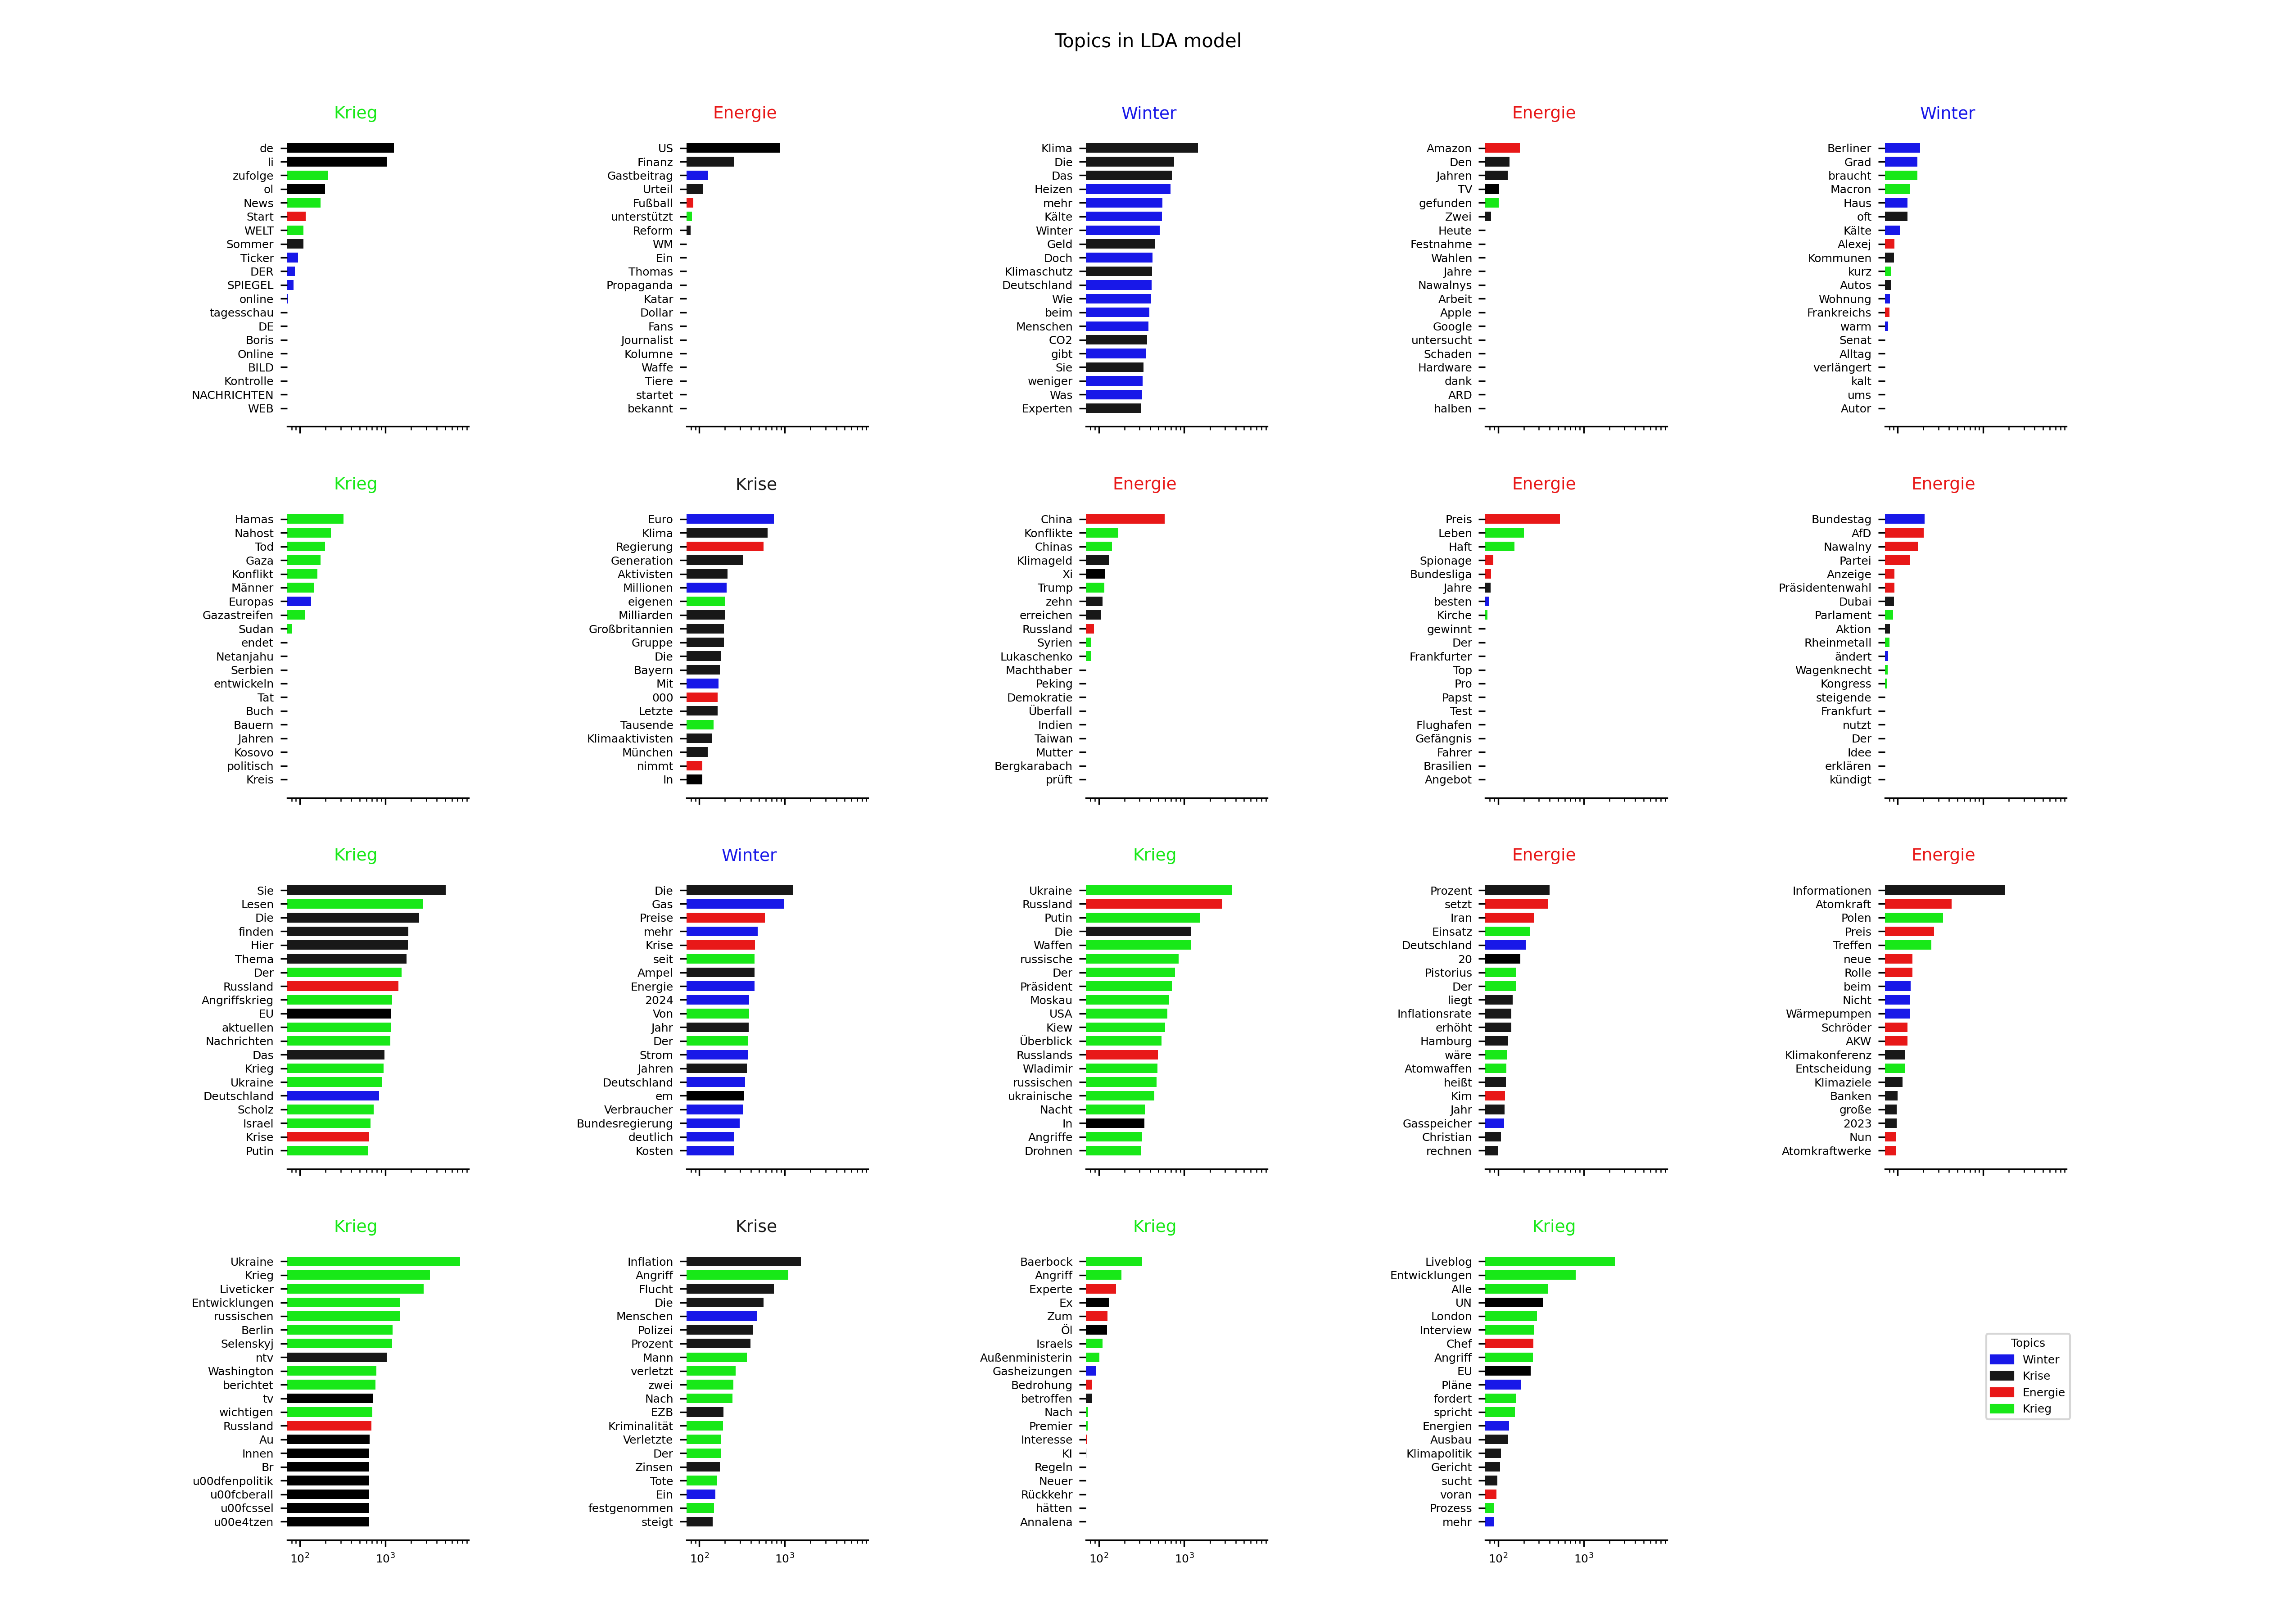 Topics in LDA model
Krieg
de
li
zufolge
ol
News
Start
WELT
Sommer
Ticker
DER
SPIEGEL
online
tagesschau
DE
Boris
Online
BILD
Kontrolle
NACHRICHTEN
WEB
Energie
US
Finanz
Gastbeitrag
Urteil
Fußball
unterstützt
Reform
WM
Ein
Thomas
Propaganda
Katar
Dollar
Fans
Journalist
Kolumne
Waffe
Tiere
startet
bekannt
Winter
Klima
Die
Das
Heizen
mehr
Kälte
Winter
Geld
Doch
Klimaschutz
Deutschland
Wie
beim
Menschen
CO2
gibt
Sie
weniger
Was
Experten
Energie
Amazon
Den
Jahren
TV
gefunden
Zwei
Heute
Festnahme
Wahlen
Jahre
Nawalnys
Arbeit
Apple
Google
untersucht
Schaden
Hardware
dank
ARD
halben
Winter
Berliner
Grad
braucht
Macron
Haus
oft
Kälte
Alexej
Kommunen
kurz
Autos
Wohnung
Frankreichs
warm
Senat
Alltag
verlängert
kalt
ums
Autor
Krieg
Hamas
Nahost
Tod
Gaza
Konflikt
Männer
Europas
Gazastreifen
Sudan
endet
Netanjahu
Serbien
entwickeln
Tat
Buch
Bauern
Jahren
Kosovo
politisch
Kreis
Krise
Euro
Klima
Regierung
Generation
Aktivisten
Millionen
eigenen
Milliarden
Großbritannien
Gruppe
Die
Bayern
Mit
000
Letzte
Tausende
Klimaaktivisten
München
nimmt
In
Energie
China
Konflikte
Chinas
Klimageld
Xi
Trump
zehn
erreichen
Russland
Syrien
Lukaschenko
Machthaber
Peking
Demokratie
Überfall
Indien
Taiwan
Mutter
Bergkarabach
prüft
Energie
Preis
Leben
Haft
Spionage
Bundesliga
Jahre
besten
Kirche
gewinnt
Der
Frankfurter
Top
Pro
Papst
Test
Flughafen
Gefängnis
Fahrer
Brasilien
Angebot
Energie
Bundestag
AfD
Nawalny
Partei
Anzeige
Präsidentenwahl
Dubai
Parlament
Aktion
Rheinmetall
ändert
Wagenknecht
Kongress
steigende
Frankfurt
nutzt
Der
Idee
erklären
kündigt
Krieg
Sie
Lesen
Die
finden
Hier
Thema
Der
Russland
Angriffskrieg
EU
aktuellen
Nachrichten
Das
Krieg
Ukraine
Deutschland
Scholz
Israel
Krise
Putin
Winter
Die
Gas
Preise
mehr
Krise
seit
Ampel
Energie
2024
Von
Jahr
Der
Strom
Jahren
Deutschland
em
Verbraucher
Bundesregierung
deutlich
Kosten
Krieg
Ukraine
Russland
Putin
Die
Waffen
russische
Der
Präsident
Moskau
USA
Kiew
Überblick
Russlands
Wladimir
russischen
ukrainische
Nacht
In
Angriffe
Drohnen
Energie
Prozent
setzt
Iran
Einsatz
Deutschland
20
Pistorius
Der
liegt
Inflationsrate
erhöht
Hamburg
wäre
Atomwaffen
heißt
Kim
Jahr
Gasspeicher
Christian
rechnen
Energie
Informationen
Atomkraft
Polen
Preis
Treffen
neue
Rolle
beim
Nicht
Wärmepumpen
Schröder
AKW
Klimakonferenz
Entscheidung
Klimaziele
Banken
große
2023
Nun
Atomkraftwerke
Krieg
Ukraine
Krieg
Liveticker
Entwicklungen
russischen
Berlin
Selenskyj
ntv
Washington
berichtet
tv
wichtigen
Russland
Au
Innen
Br
u00dfenpolitik
u00fcberall
u00fcssel
u00e4tzen
10² 10³
Krise
Inflation
Angriff
Flucht
Die
Menschen
Polizei
Prozent
Mann
verletzt
zwei
Nach
EZB
Kriminalität
Verletzte
Der
Zinsen
Tote
Ein
festgenommen
steigt
10² 10³
Krieg
Baerbock
Angriff
Experte
Ex
Zum
Öl
Israels
Außenministerin
Gasheizungen
Bedrohung
betroffen
Nach
Premier
Interesse
KI
Regeln
Neuer
Rückkehr
hätten
Annalena
10² 10³
Krieg
Liveblog
Entwicklungen
Alle
UN
London
Interview
Chef
Angriff
EU
Pläne
fordert
spricht
Energien
Ausbau
Klimapolitik
Gericht
sucht
voran
Prozess
mehr
10² 10³
Topics
Winter
Krise
Energie
Krieg